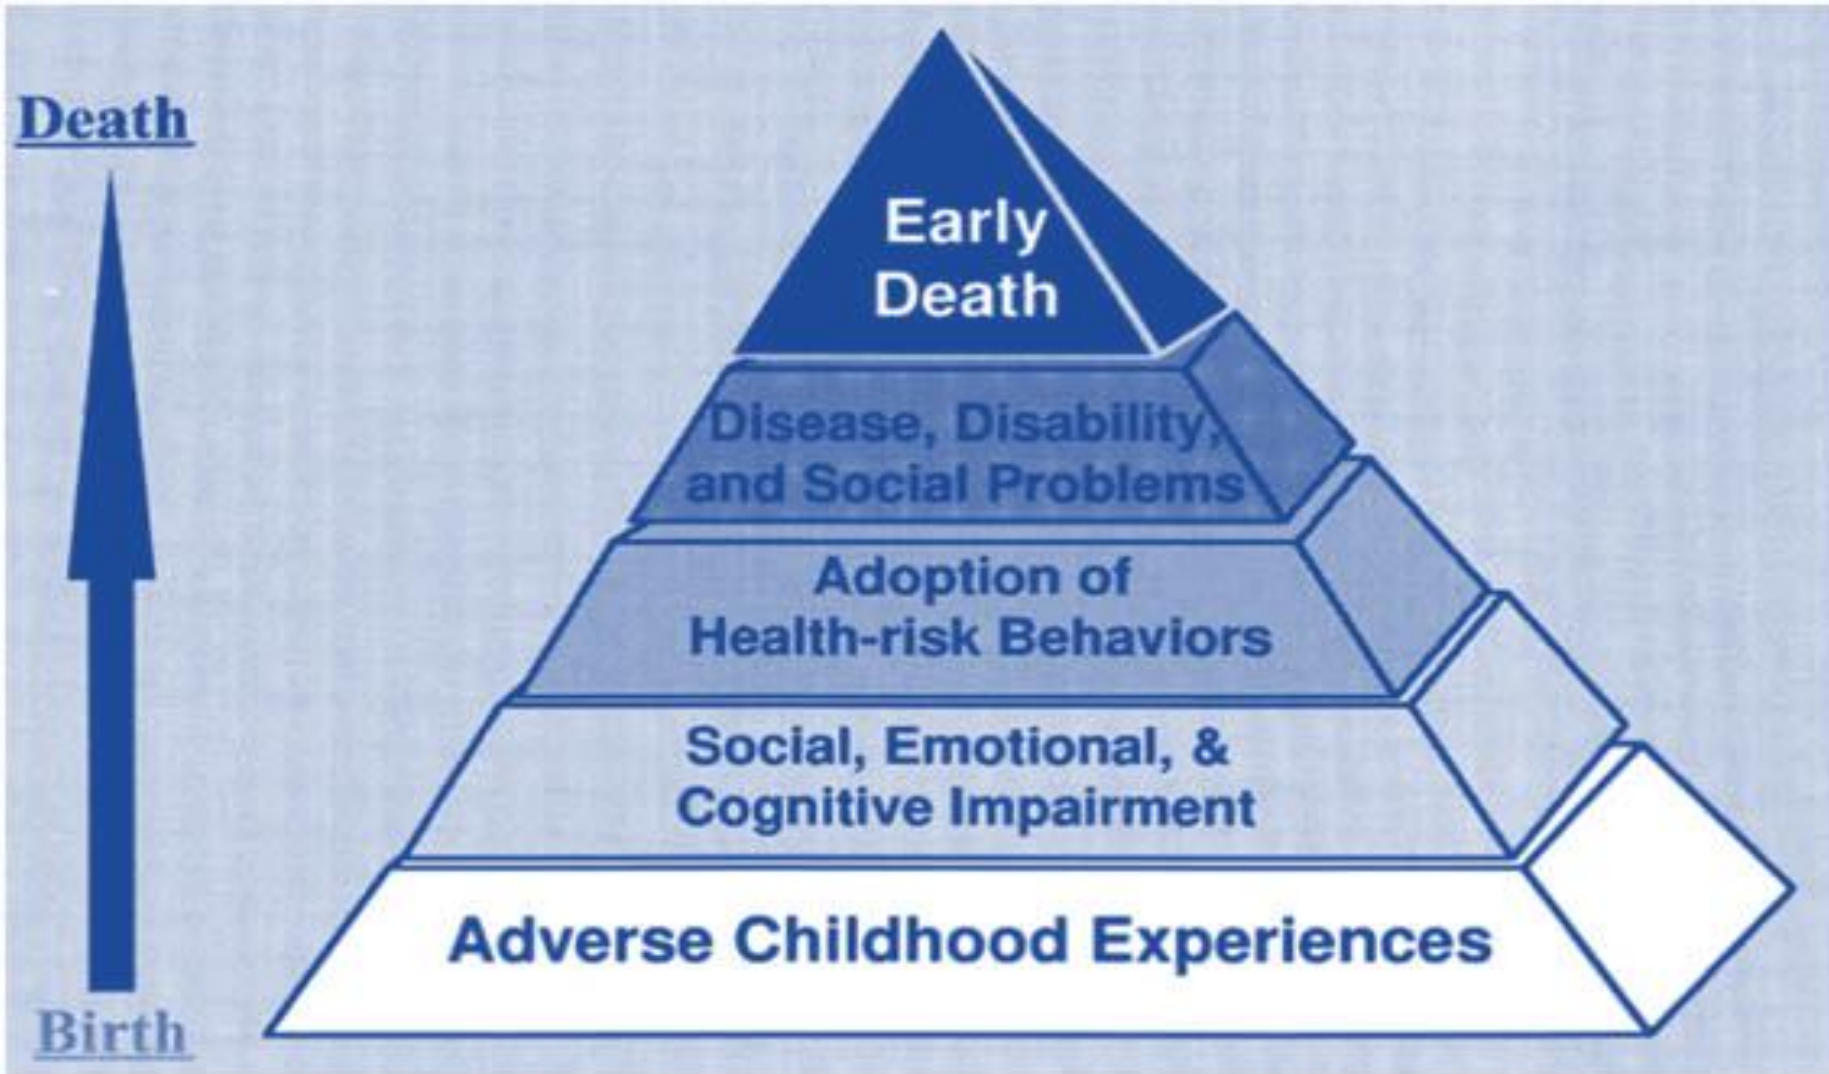 Death
Early
Death
Disease, Disability,
and Social Problems
Adoption of
Health-risk Behaviors
Social, Emotional, &
Cognitive Impairment
Adverse Childhood Experiences
Birth